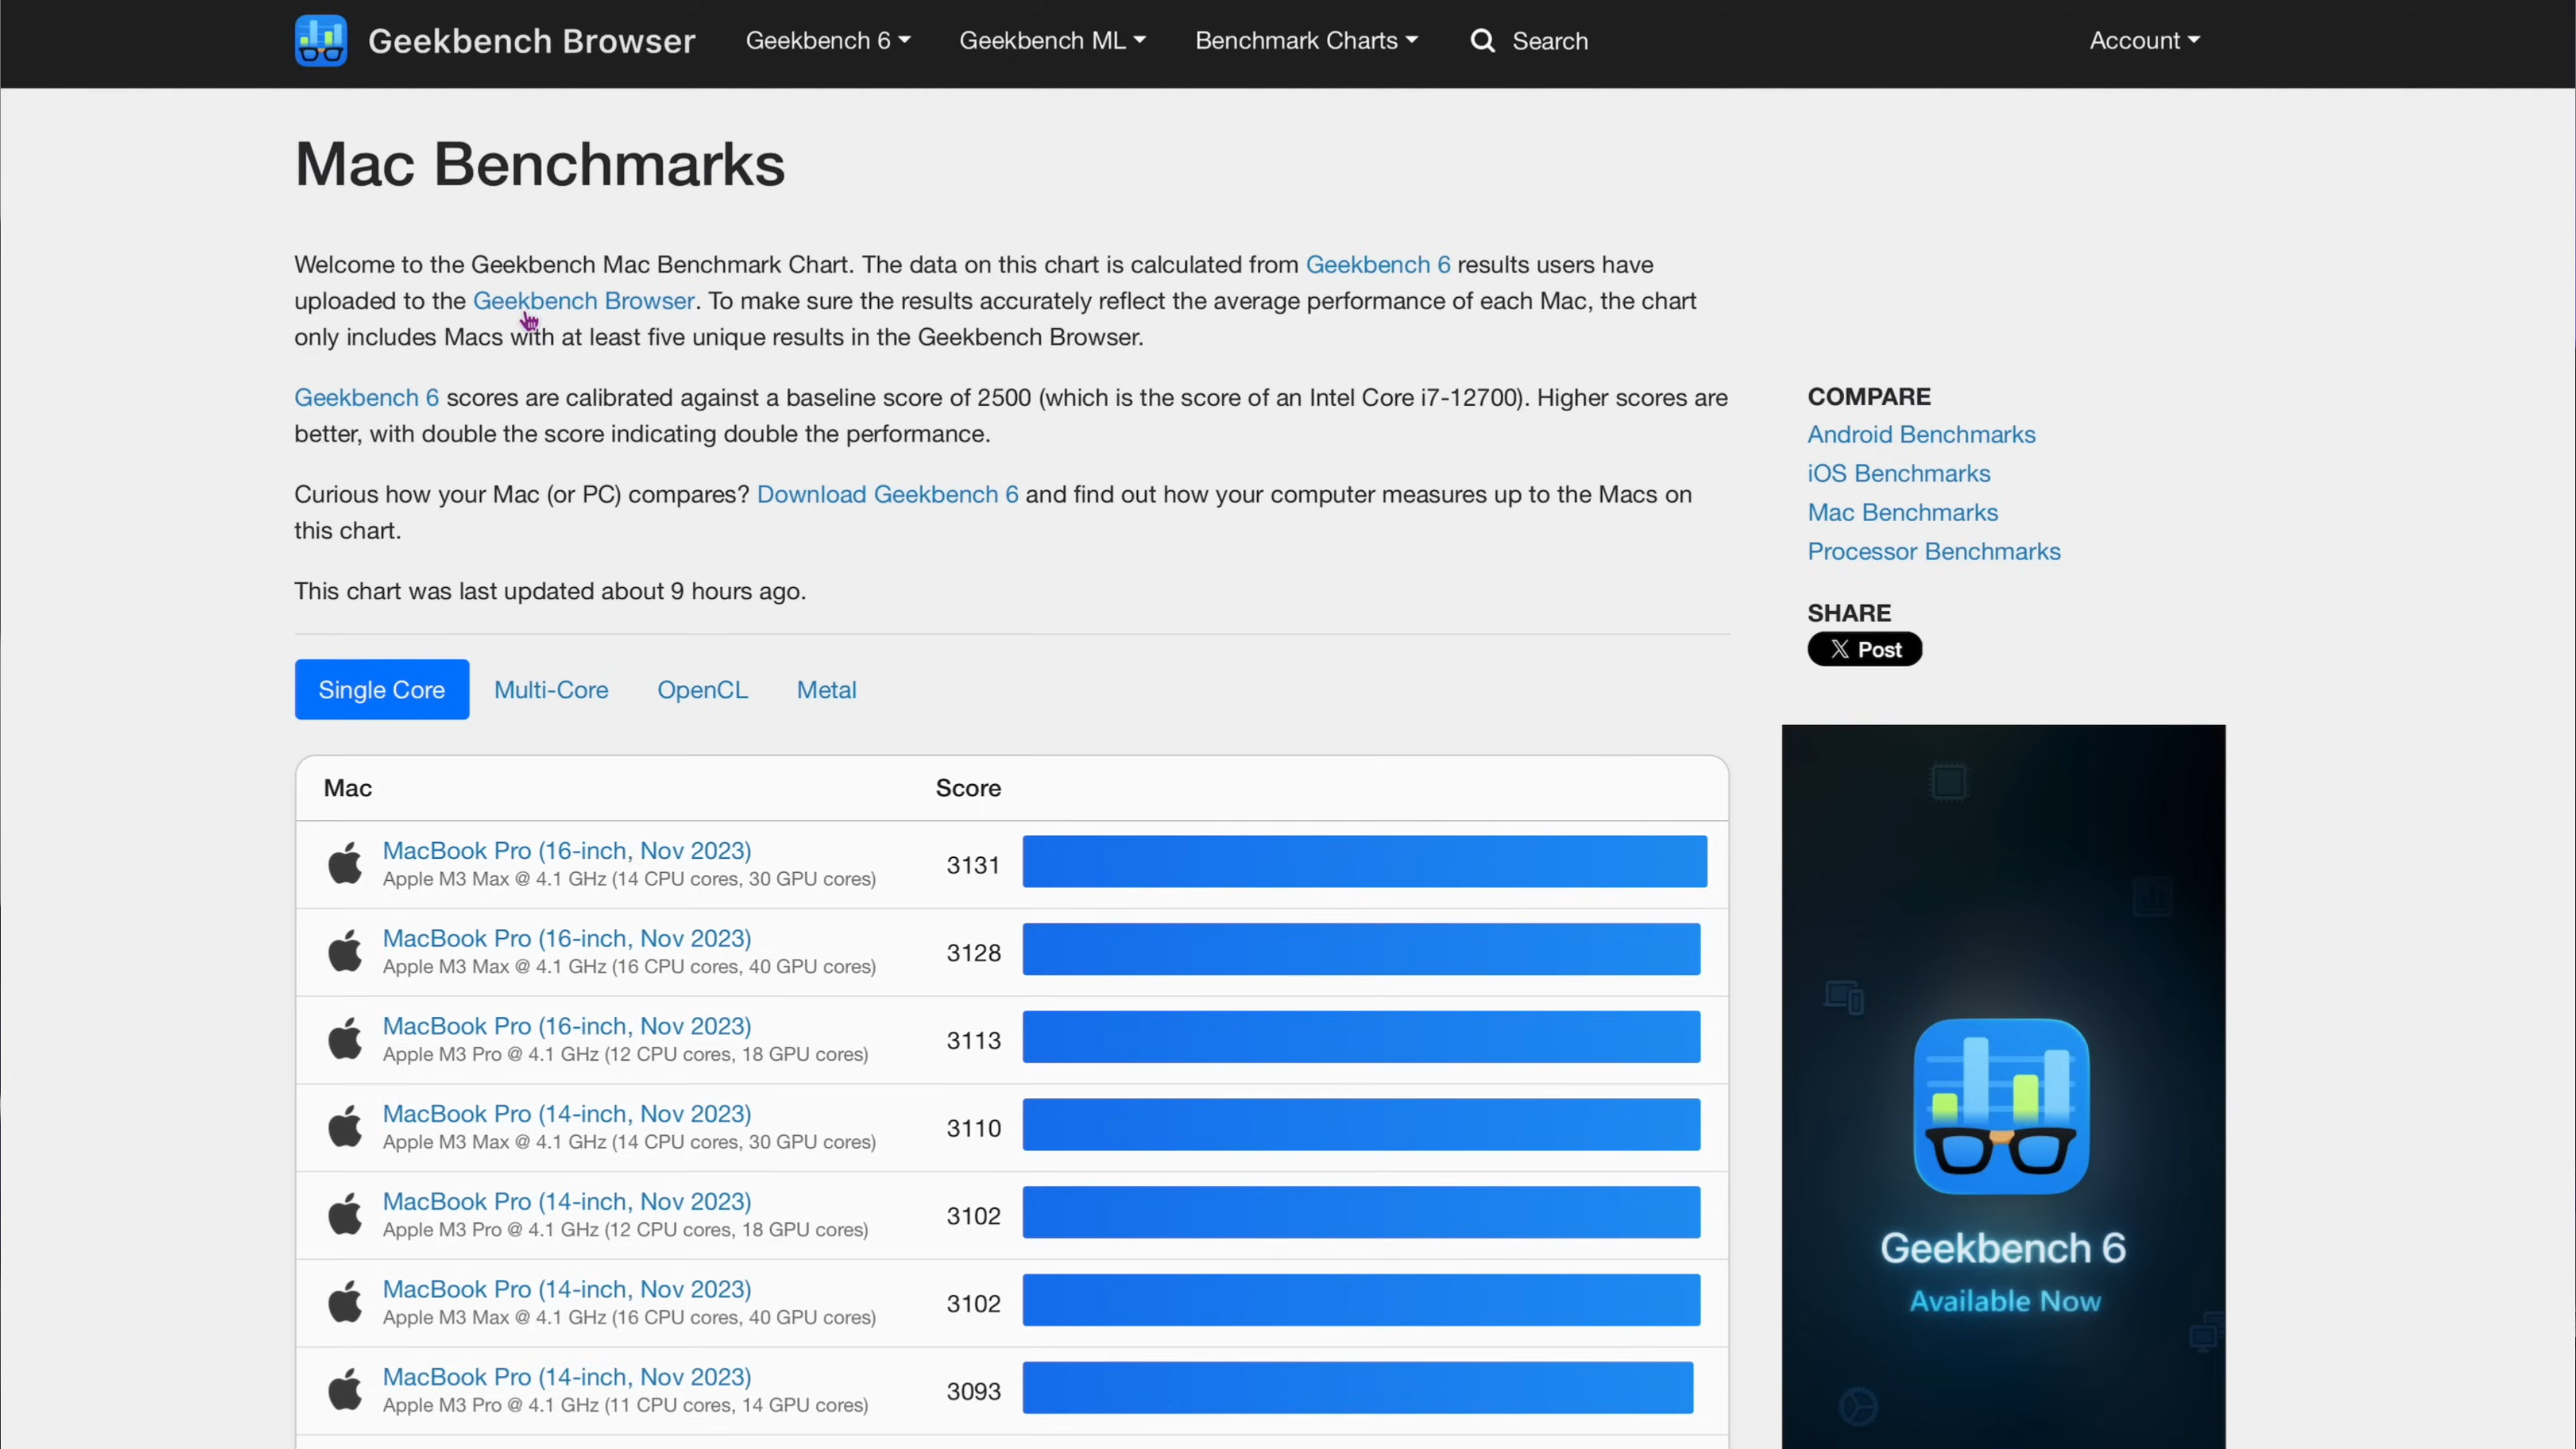 Geekbench Browser
Geekbench 6
Geekbench ML
Benchmark Charts
Search
Account
Mac Benchmarks
Welcome to the Geekbench Mac Benchmark Chart. The data on this chart is calculated from Geekbench 6 results users have
uploaded to the Geekbench Browser. To make sure the results accurately reflect the average performance of each Mac, the chart
only includes Macs with at least five unique results in the Geekbench Browser.
Geekbench 6 scores are calibrated against a baseline score of 2500 (which is the score of an Intel Core i7-12700). Higher scores are
better, with double the score indicating double the performance.
Curious how your Mac (or PC) compares? Download Geekbench 6 and find out how your computer measures up to the Macs on
this chart.
This chart was last updated about 9 hours ago.
COMPARE
Android Benchmarks
iOS Benchmarks
Mac Benchmarks
Processor Benchmarks
SHARE
X Post
Single Core
Multi-Core
OpenCL
Metal
Mac Score
MacBook Pro (16-inch, Nov 2023)
Apple M3 Max @ 4.1 GHz (14 CPU cores, 30 GPU cores)
3131
MacBook Pro (16-inch, Nov 2023)
Apple M3 Max @ 4.1 GHz (16 CPU cores, 40 GPU cores)
3128
MacBook Pro (16-inch, Nov 2023)
Apple M3 Pro @ 4.1 GHz (12 CPU cores, 18 GPU cores)
3113
MacBook Pro (14-inch, Nov 2023)
Apple M3 Max @ 4.1 GHz (14 CPU cores, 30 GPU cores)
3110
MacBook Pro (14-inch, Nov 2023)
Apple M3 Pro @ 4.1 GHz (12 CPU cores, 18 GPU cores)
3102
MacBook Pro (14-inch, Nov 2023)
Apple M3 Max @ 4.1 GHz (16 CPU cores, 40 GPU cores)
3102
MacBook Pro (14-inch, Nov 2023)
Apple M3 Pro @ 4.1 GHz (11 CPU cores, 14 GPU cores)
3093
Geekbench 6
Available Now